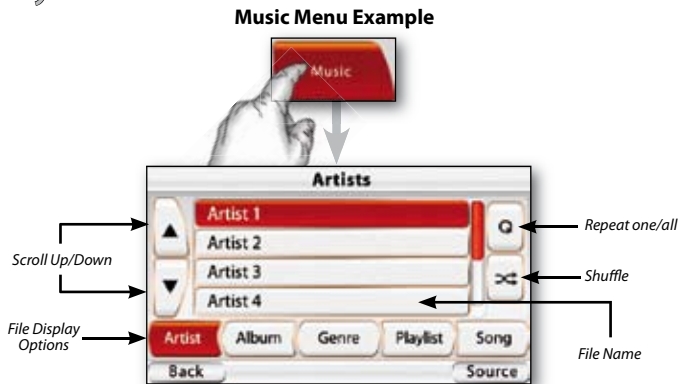 Music Menu Example
Music
Artists
Artist 1
Artist 2
Artist 3
Artist 4
Scroll Up/Down
Repeat one/all
Shuffle
File Display
Options
Artist
Album
Genre
Playlist
Song
File Name
Back
Source